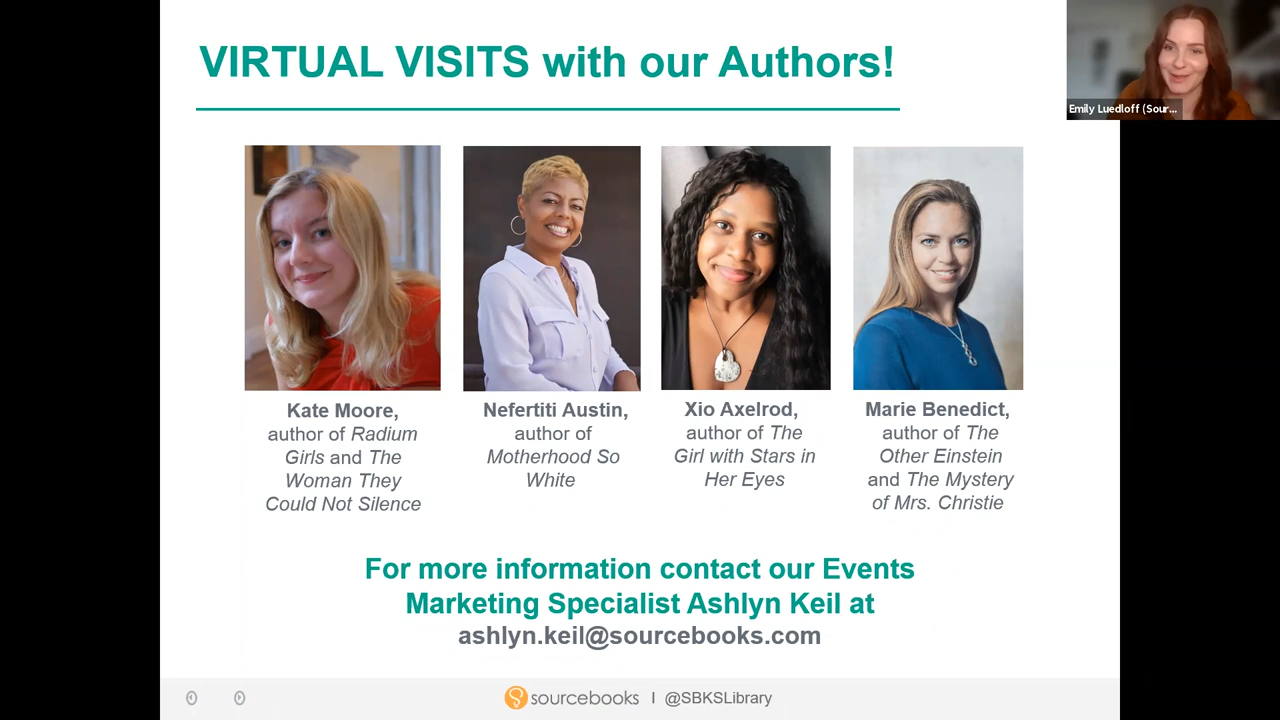 VIRTUAL VISITS with our Authors!
Emily Luedloff (Sour...
Kate Moore,
author of Radium
Girls and The
Woman They
Could Not Silence
Nefertiti Austin,
author of
Motherhood So
White
Xio Axelrod,
author of The
Girl with Stars in
Her Eyes
Marie Benedict,
author of The
Other Einstein
and The Mystery
of Mrs. Christie
For more information contact our Events
Marketing Specialist Ashlyn Keil at
ashlyn.keil@sourcebooks.com
sourcebooks | @SBKSLibrary